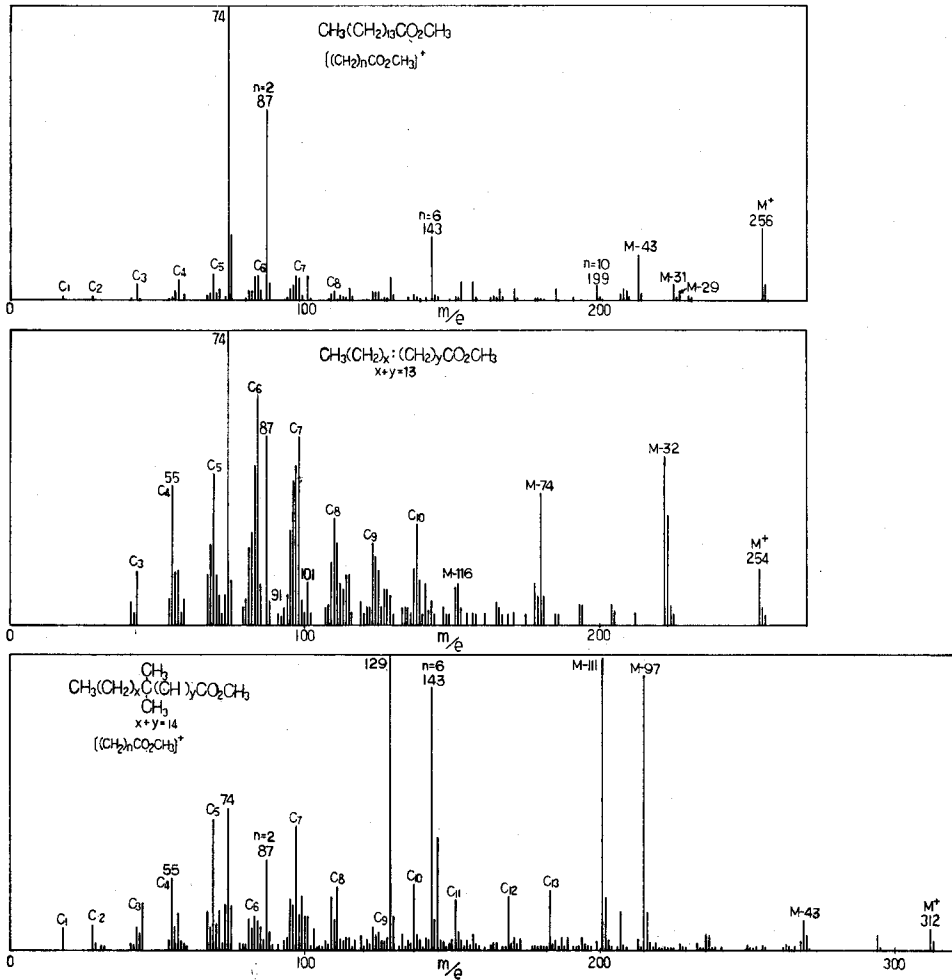 74
CH₃(CH₂)₁₃CO₂CH₃
[(CH₂)nCO₂CH₃]⁺
n=2
87
n=6
143
M⁺
256
M-43
n=10
199
M-31
M-29
C₁
C₂
C₃
C₄
C₅
C₆
C₇
C₈
0
100
m/e
200
74
CH₃(CH₂)ₓ:(CH₂)yCO₂CH₃
x+y=13
C₆
87
C₇
M-32
55
C₄
C₅
M-74
C₈
C₁₀
C₉
M⁺
254
C₃
M-116
101
91
0
100
m/e
200
CH₃
CH₃(CH₂)ₓC(CH)yCO₂CH₃
CH₃
x+y=14
[(CH₂)nCO₂CH₃]⁺
129
n=6
143
M-111
M-97
C₅
74
C₇
n=2
87
55
C₄
C₈
C₁₀
C₁₁
C₁₂
C₁₃
C₁
C₂
C₃
C₆
C₉
M-43
M⁺
312
0
100
m/e
200
300